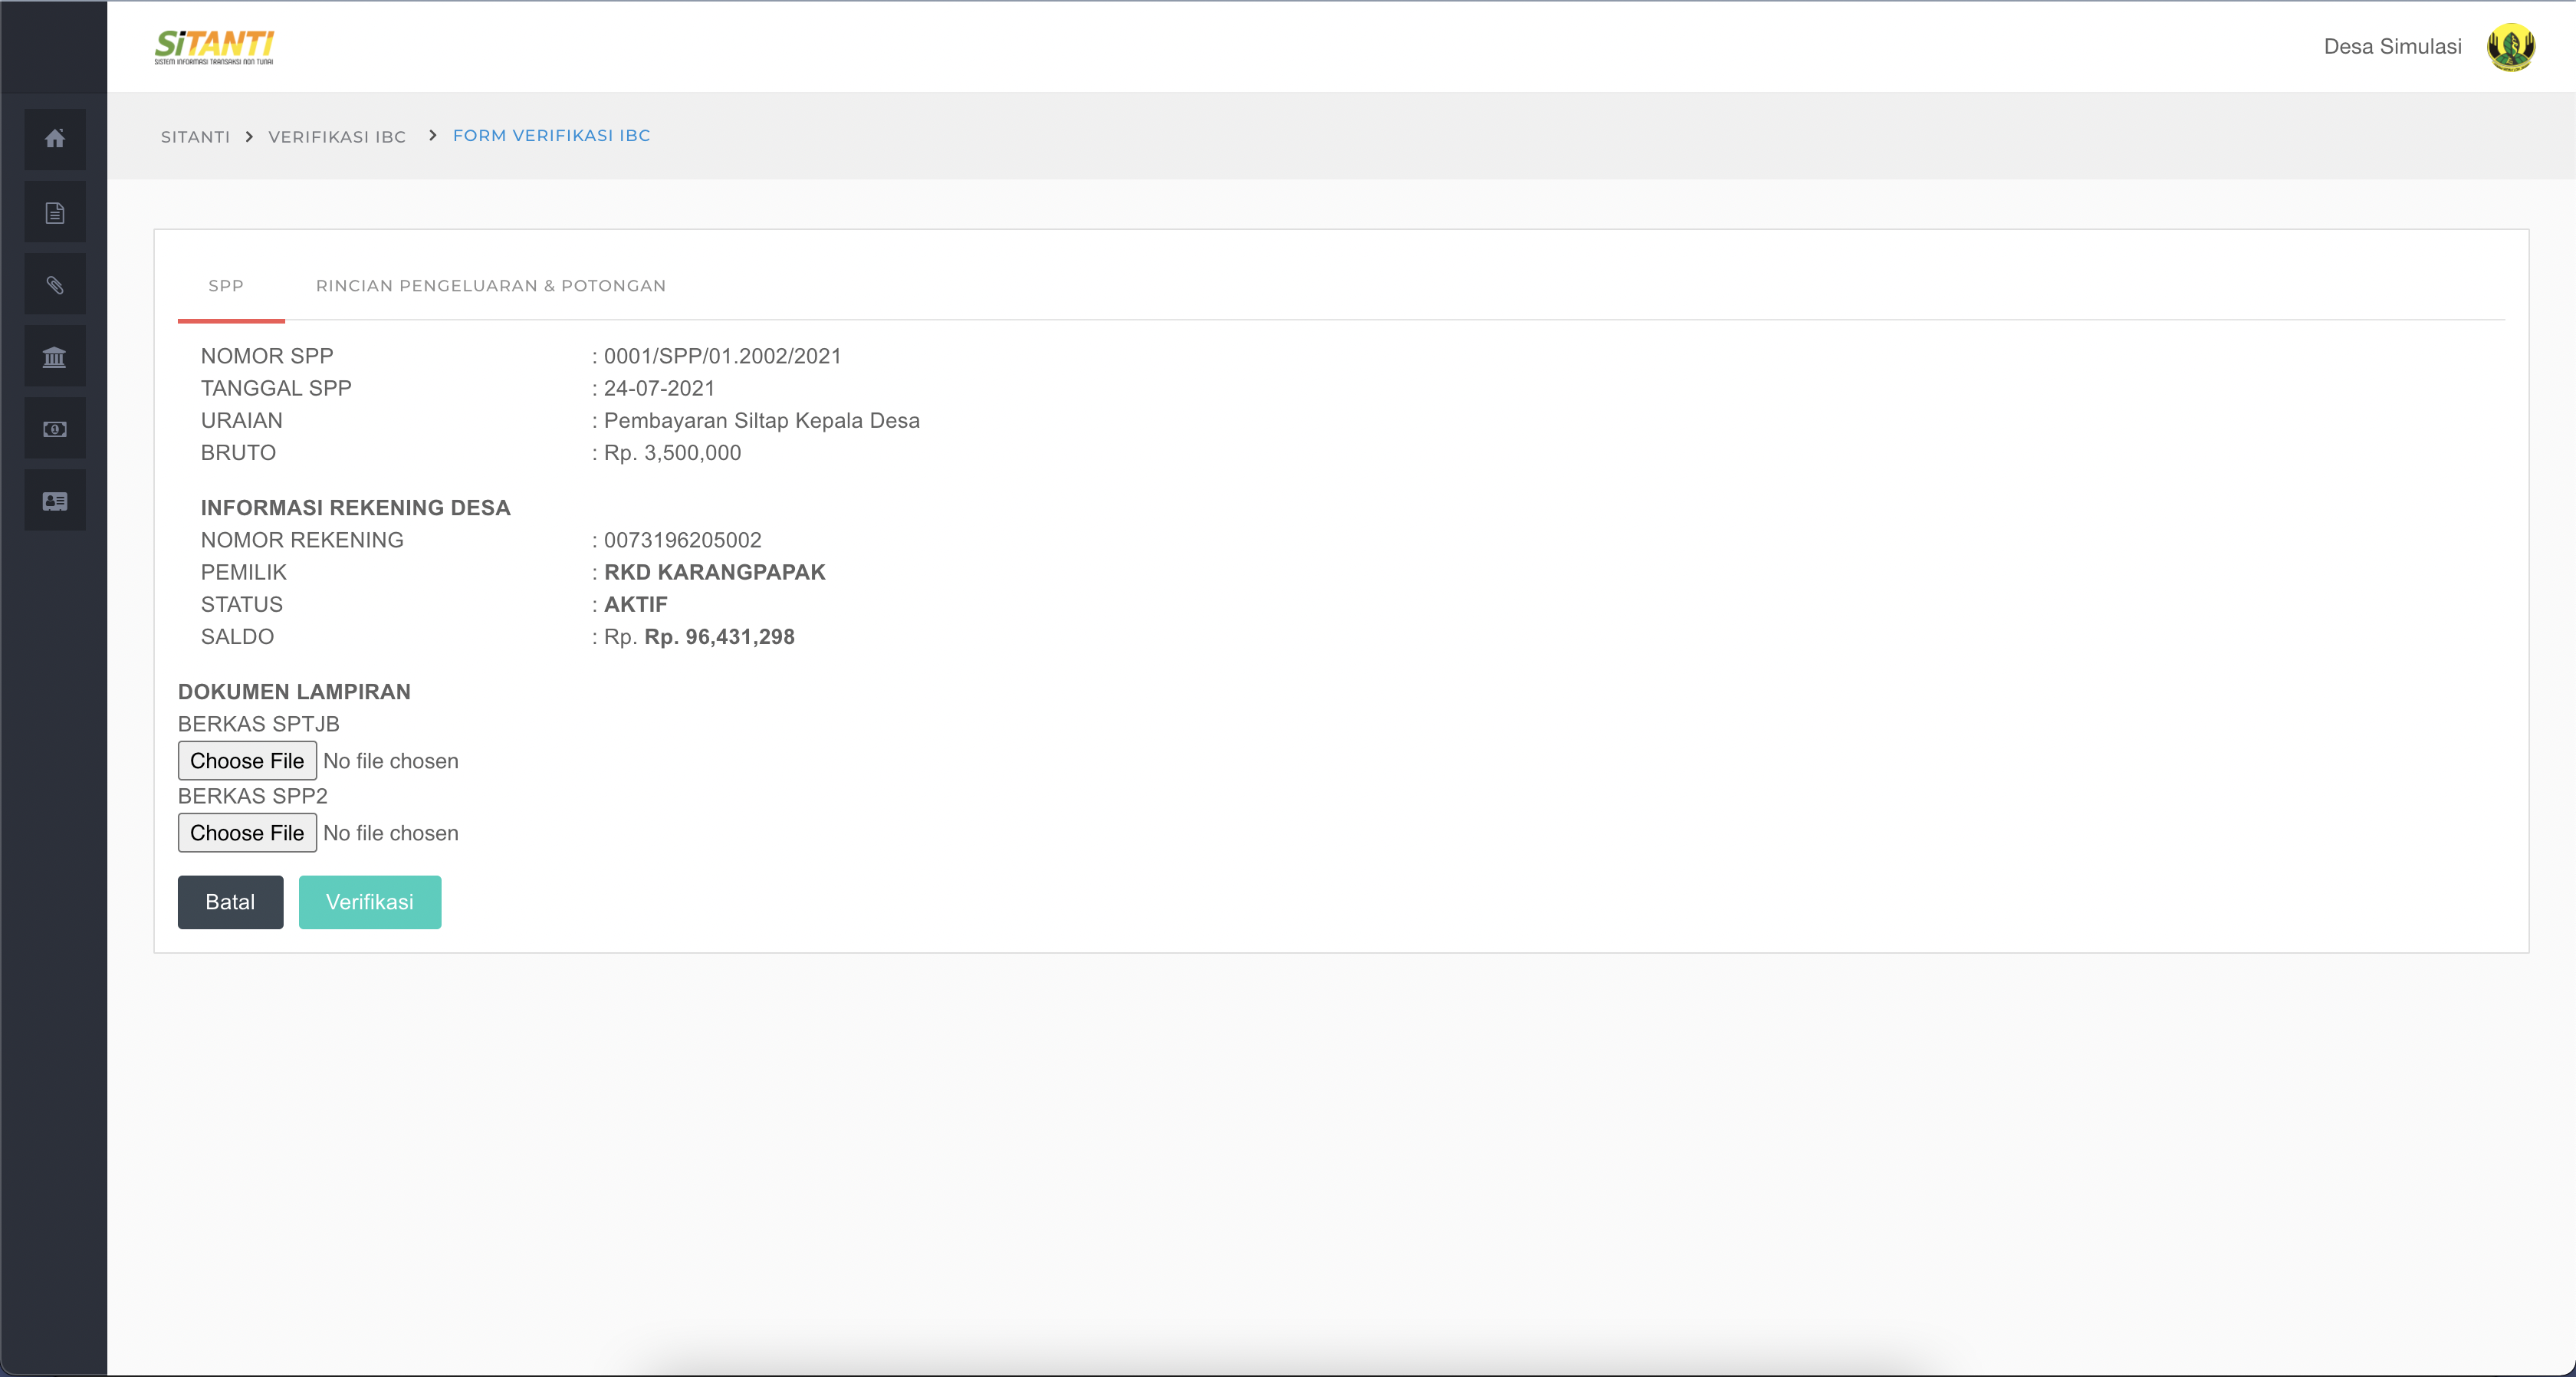 SiTANTI
SISTEM INFORMASI TRANSAKSI NON TUNAI
Desa Simulasi
SITANTI > VERIFIKASI IBC > FORM VERIFIKASI IBC
SPP RINCIAN PENGELUARAN & POTONGAN
NOMOR SPP : 0001/SPP/01.2002/2021
TANGGAL SPP : 24-07-2021
URAIAN : Pembayaran Siltap Kepala Desa
BRUTO : Rp. 3,500,000
INFORMASI REKENING DESA
NOMOR REKENING : 0073196205002
PEMILIK : RKD KARANGPAPAK
STATUS : AKTIF
SALDO : Rp. Rp. 96,431,298
DOKUMEN LAMPIRAN
BERKAS SPTJB
Choose File No file chosen
BERKAS SPP2
Choose File No file chosen
Batal Verifikasi